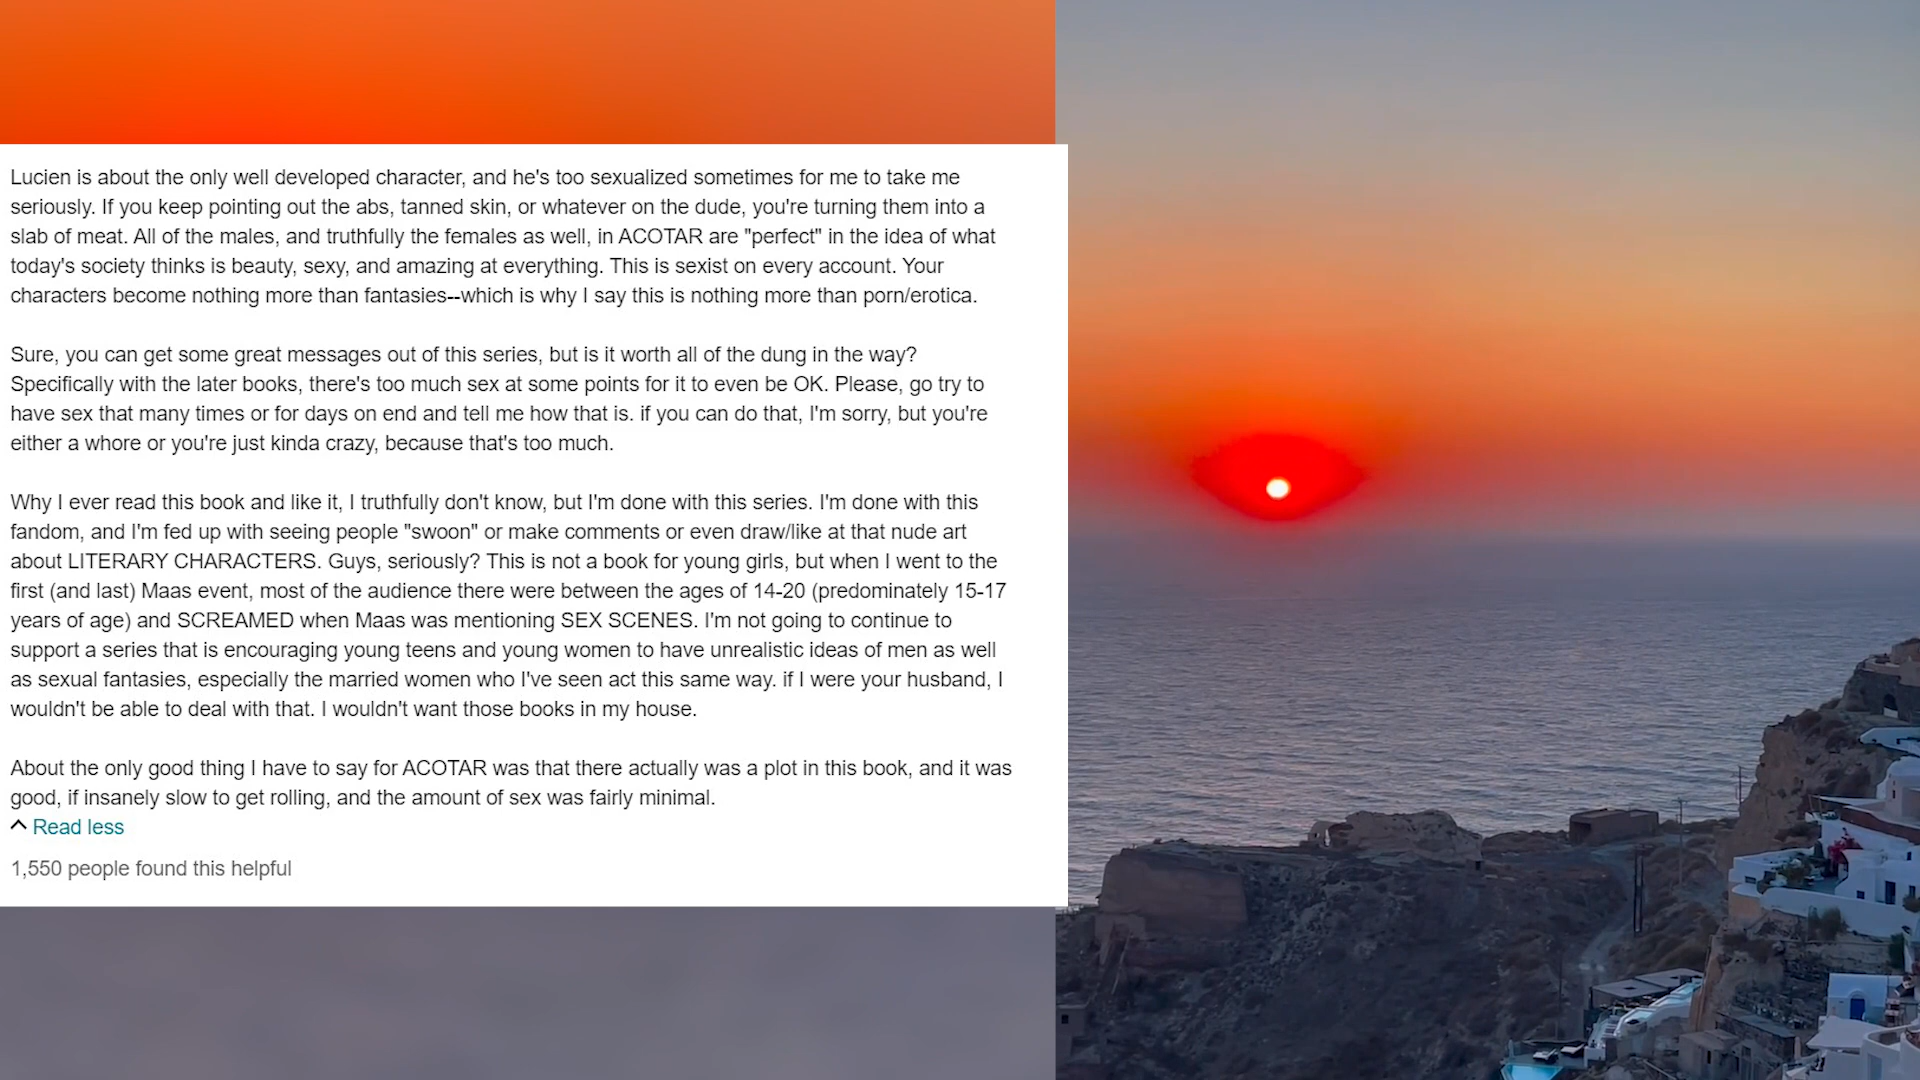 Lucien is about the only well developed character, and he's too sexualized sometimes for me to take me
seriously. If you keep pointing out the abs, tanned skin, or whatever on the dude, you're turning them into a
slab of meat. All of the males, and truthfully the females as well, in ACOTAR are "perfect" in the idea of what
today's society thinks is beauty, sexy, and amazing at everything. This is sexist on every account. Your
characters become nothing more than fantasies--which is why I say this is nothing more than porn/erotica.
Sure, you can get some great messages out of this series, but is it worth all of the dung in the way?
Specifically with the later books, there's too much sex at some points for it to even be OK. Please, go try to
have sex that many times or for days on end and tell me how that is. if you can do that, I'm sorry, but you're
either a whore or you're just kinda crazy, because that's too much.
Why I ever read this book and like it, I truthfully don't know, but I'm done with this series. I'm done with this
fandom, and I'm fed up with seeing people "swoon" or make comments or even draw/like at that nude art
about LITERARY CHARACTERS. Guys, seriously? This is not a book for young girls, but when I went to the
first (and last) Maas event, most of the audience there were between the ages of 14-20 (predominately 15-17
years of age) and SCREAMED when Maas was mentioning SEX SCENES. I'm not going to continue to
support a series that is encouraging young teens and young women to have unrealistic ideas of men as well
as sexual fantasies, especially the married women who I've seen act this same way. if I were your husband, I
wouldn't be able to deal with that. I wouldn't want those books in my house.
About the only good thing I have to say for ACOTAR was that there actually was a plot in this book, and it was
good, if insanely slow to get rolling, and the amount of sex was fairly minimal.
Read less
1,550 people found this helpful